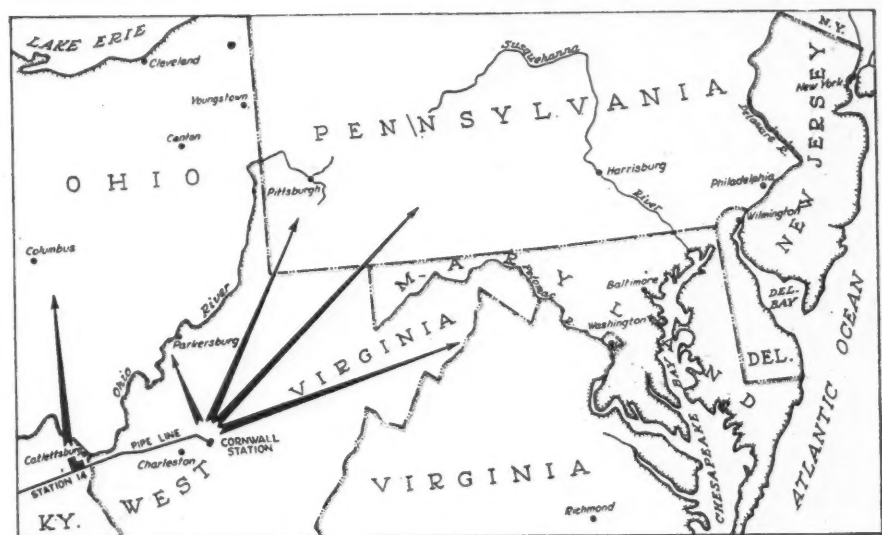 LAKE ERIE
Cleveland
Youngstown
Canton
OHIO
Columbus
PENNSYLVANIA
Susquehanna
River
Pittsburgh
Harrisburg
Philadelphia
Delaware R.
N.Y.
New York
NEW JERSEY
Wilmington
DEL. BAY
DEL.
ATLANTIC OCEAN
MARYLAND
Potomac R.
Baltimore
Washington
CHESAPEAKE BAY
Ohio River
Parkersburg
WEST VIRGINIA
PIPE LINE
CORNWALL STATION
Catlettsburg
Charleston
STATION 14
KY.
VIRGINIA
Richmond